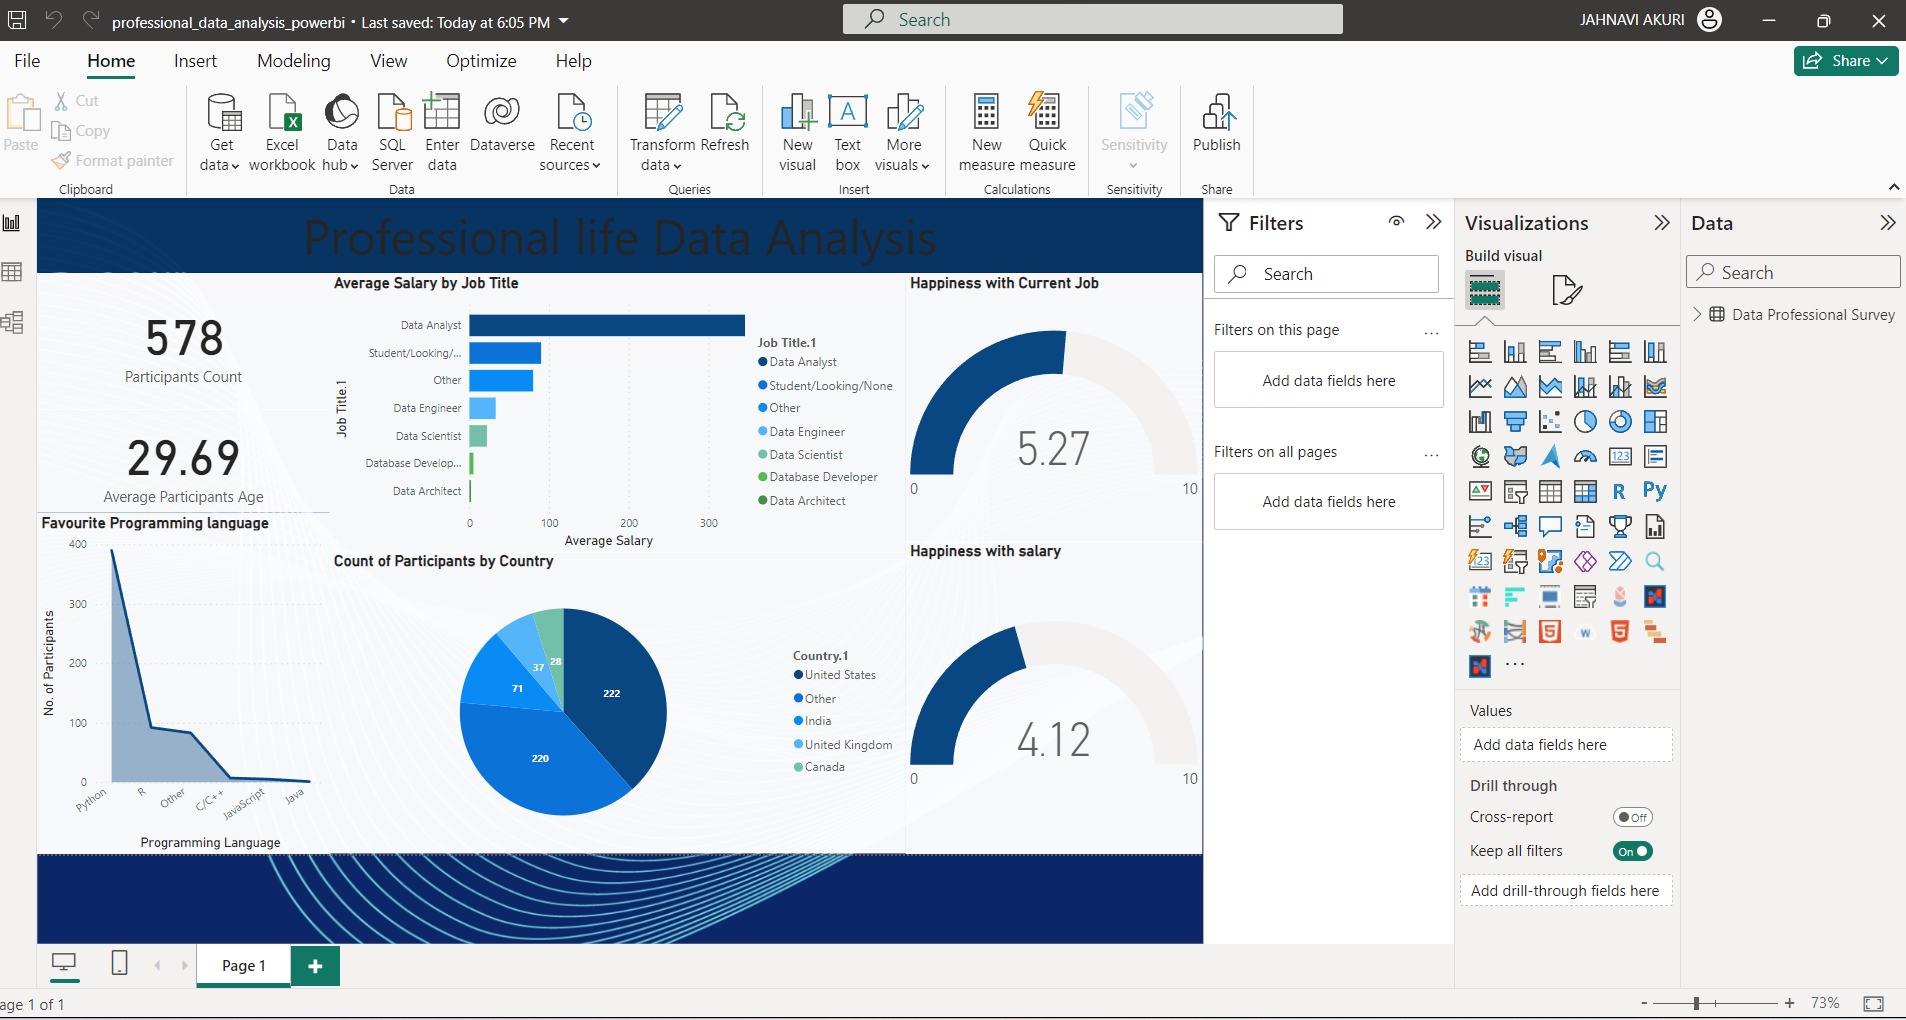 professional_data_analysis_powerbi • Last saved: Today at 6:05 PM
Search
JAHNAVI AKURI
File Home Insert Modeling View Optimize Help
Share
Paste
Cut
Copy
Format painter
Clipboard
Get data
Excel workbook
Data hub
SQL Server
Enter data
Dataverse
Recent sources
Data
Transform data
Refresh
Queries
New visual
Text box
More visuals
Insert
New measure
Quick measure
Calculations
Sensitivity
Sensitivity
Publish
Share
Professional life Data Analysis
578
Participants Count
29.69
Average Participants Age
Average Salary by Job Title
Job Title.1
Data Analyst
Student/Looking/...
Other
Data Engineer
Data Scientist
Database Develop...
Data Architect
0 100 200 300
Average Salary
Job Title.1
Data Analyst
Student/Looking/None
Other
Data Engineer
Data Scientist
Database Developer
Data Architect
Happiness with Current Job
5.27
0 10
Favourite Programming language
No. of Participants
400
300
200
100
0
Python R Other C/C++ JavaScript Java
Programming Language
Count of Participants by Country
222
220
71
37
28
Country.1
United States
Other
India
United Kingdom
Canada
Happiness with salary
4.12
0 10
Filters
Search
Filters on this page ...
Add data fields here
Filters on all pages ...
Add data fields here
Visualizations
Build visual
123
R Py
123
W
...
Values
Add data fields here
Drill through
Cross-report Off
Keep all filters On
Add drill-through fields here
Data
Search
Data Professional Survey
Page 1
+
age 1 of 1
- + 73%